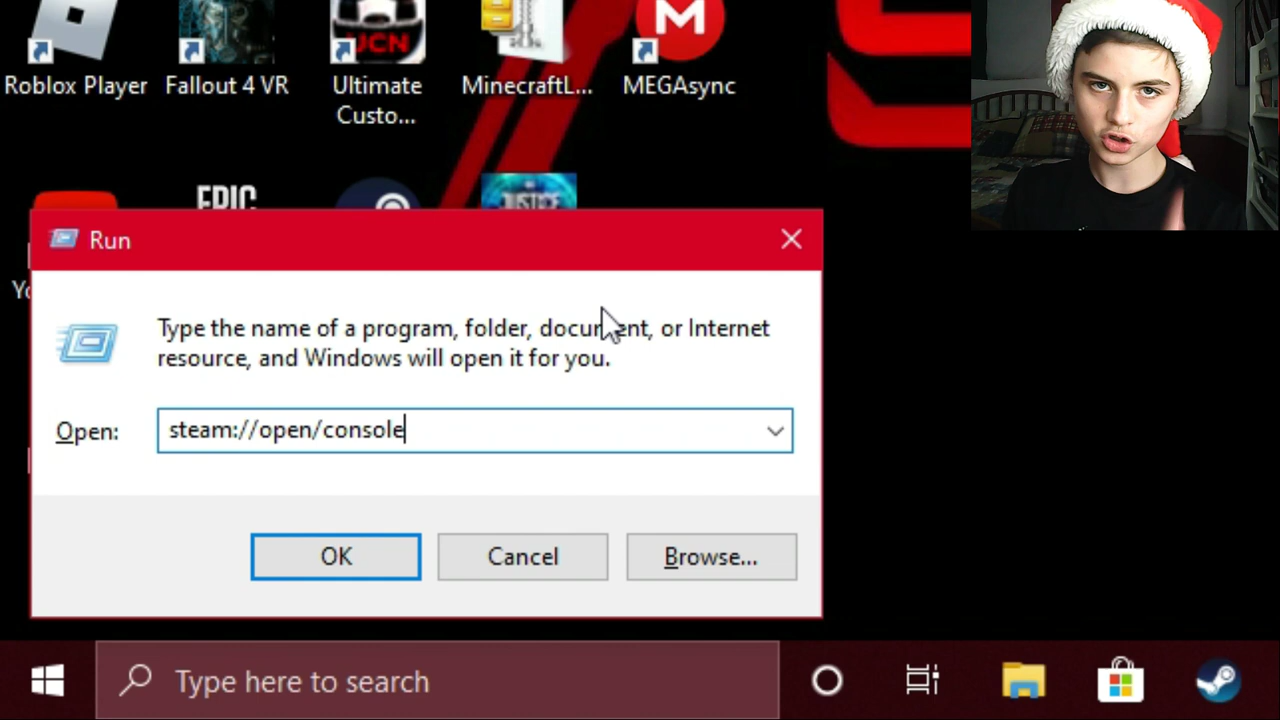 Roblox Player
Fallout 4 VR
UCN
Ultimate
Custo...
MinecraftL...
MEGAsync
EPIC
JUSTICE
Run
Type the name of a program, folder, document, or Internet
resource, and Windows will open it for you.
Open:
steam://open/console
OK
Cancel
Browse...
Type here to search